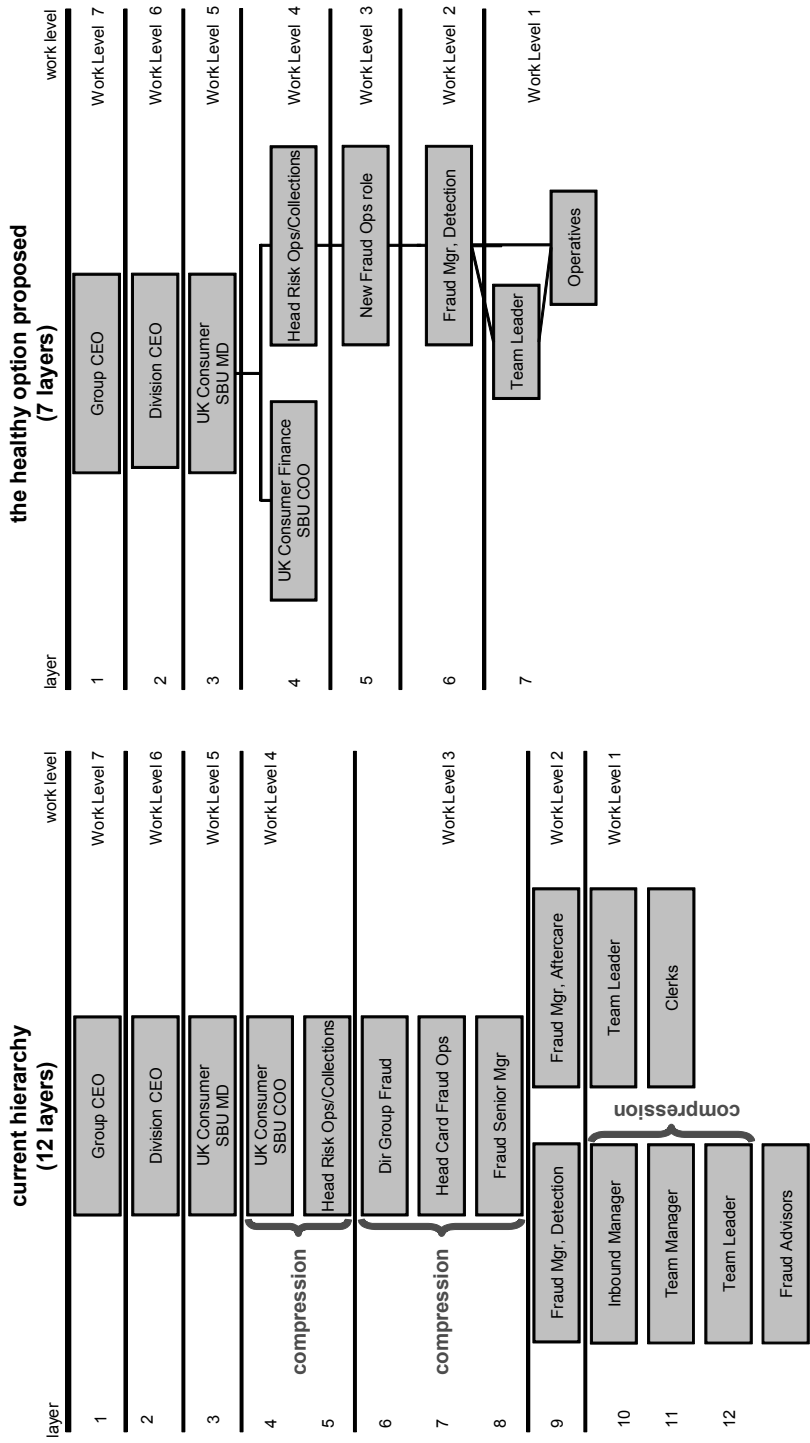 current hierarchy
(12 layers)
layer
work level
1
Group CEO
Work Level 7
2
Division CEO
Work Level 6
3
UK Consumer
SBU MD
Work Level 5
4
UK Consumer
SBU COO
Work Level 4
5
Head Risk Ops/Collections
compression
6
Dir Group Fraud
7
Head Card Fraud Ops
Work Level 3
8
Fraud Senior Mgr
compression
9
Fraud Mgr, Detection
Fraud Mgr, Aftercare
Work Level 2
10
Inbound Manager
Team Leader
Work Level 1
11
Team Manager
Clerks
12
Team Leader
compression
Fraud Advisors
the healthy option proposed
(7 layers)
layer
work level
1
Group CEO
Work Level 7
2
Division CEO
Work Level 6
3
UK Consumer
SBU MD
Work Level 5
4
UK Consumer Finance
SBU COO
Head Risk Ops/Collections
Work Level 4
5
New Fraud Ops role
Work Level 3
6
Fraud Mgr, Detection
Work Level 2
7
Team Leader
Work Level 1
Operatives